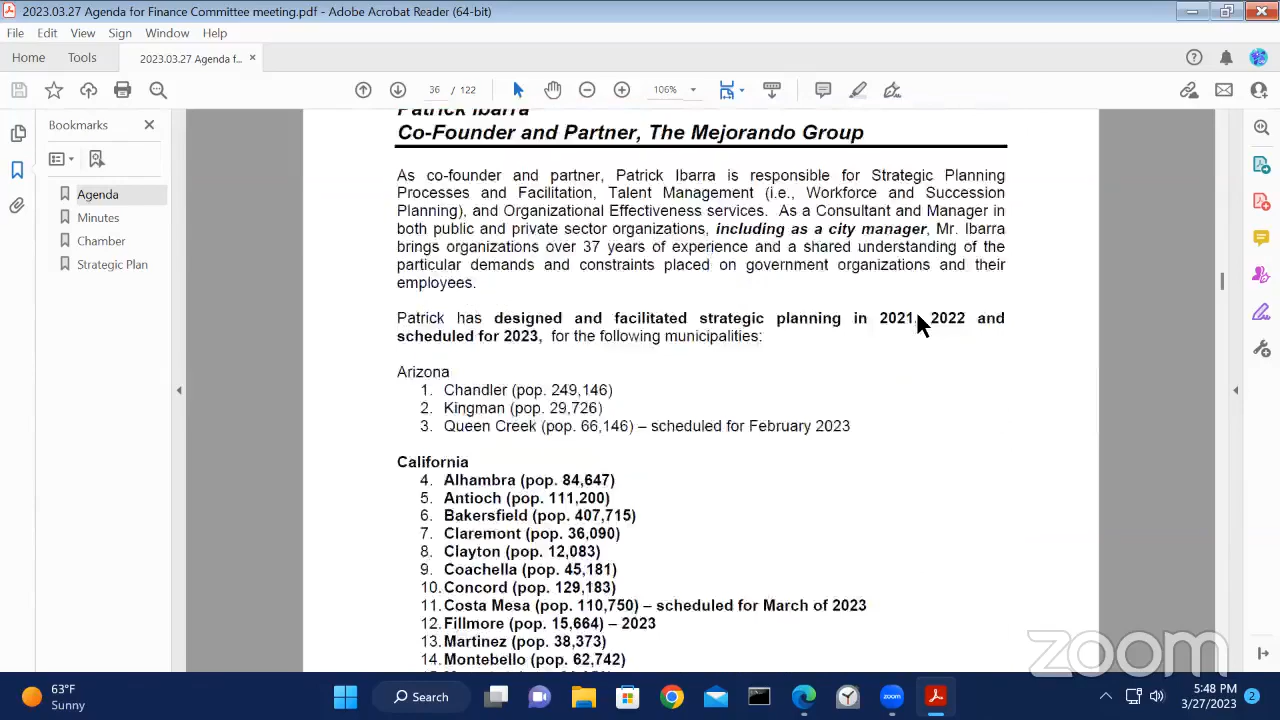 2023.03.27 Agenda for Finance Committee meeting.pdf - Adobe Acrobat Reader (64-bit)
File Edit View Sign Window Help
Home Tools 2023.03.27 Agenda f...
36 / 122 106%
Bookmarks
Agenda
Minutes
Chamber
Strategic Plan
Patrick Ibarra
Co-Founder and Partner, The Mejorando Group
As co-founder and partner, Patrick Ibarra is responsible for Strategic Planning
Processes and Facilitation, Talent Management (i.e., Workforce and Succession
Planning), and Organizational Effectiveness services. As a Consultant and Manager in
both public and private sector organizations, including as a city manager, Mr. Ibarra
brings organizations over 37 years of experience and a shared understanding of the
particular demands and constraints placed on government organizations and their
employees.
Patrick has designed and facilitated strategic planning in 2021, 2022 and
scheduled for 2023, for the following municipalities:
Arizona
1. Chandler (pop. 249,146)
2. Kingman (pop. 29,726)
3. Queen Creek (pop. 66,146) – scheduled for February 2023
California
4. Alhambra (pop. 84,647)
5. Antioch (pop. 111,200)
6. Bakersfield (pop. 407,715)
7. Claremont (pop. 36,090)
8. Clayton (pop. 12,083)
9. Coachella (pop. 45,181)
10. Concord (pop. 129,183)
11. Costa Mesa (pop. 110,750) – scheduled for March of 2023
12. Fillmore (pop. 15,664) – 2023
13. Martinez (pop. 38,373)
14. Montebello (pop. 62,742)
zoom
63°F
Sunny
Search
zoom
5:48 PM
3/27/2023
2